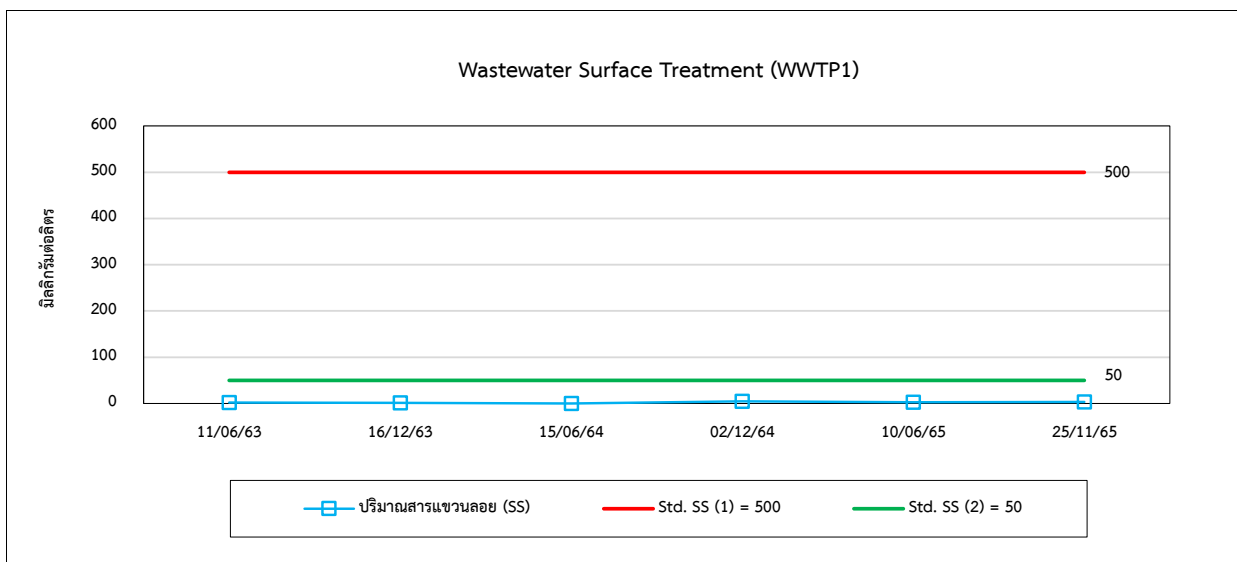 Wastewater Surface Treatment (WWTP1)
600
500
400
300
200
100
0
มิลลิกรัมต่อลิตร
500
50
11/06/63 16/12/63 15/06/64 02/12/64 10/06/65 25/11/65
ปริมาณสารแขวนลอย (SS) Std. SS (1) = 500 Std. SS (2) = 50